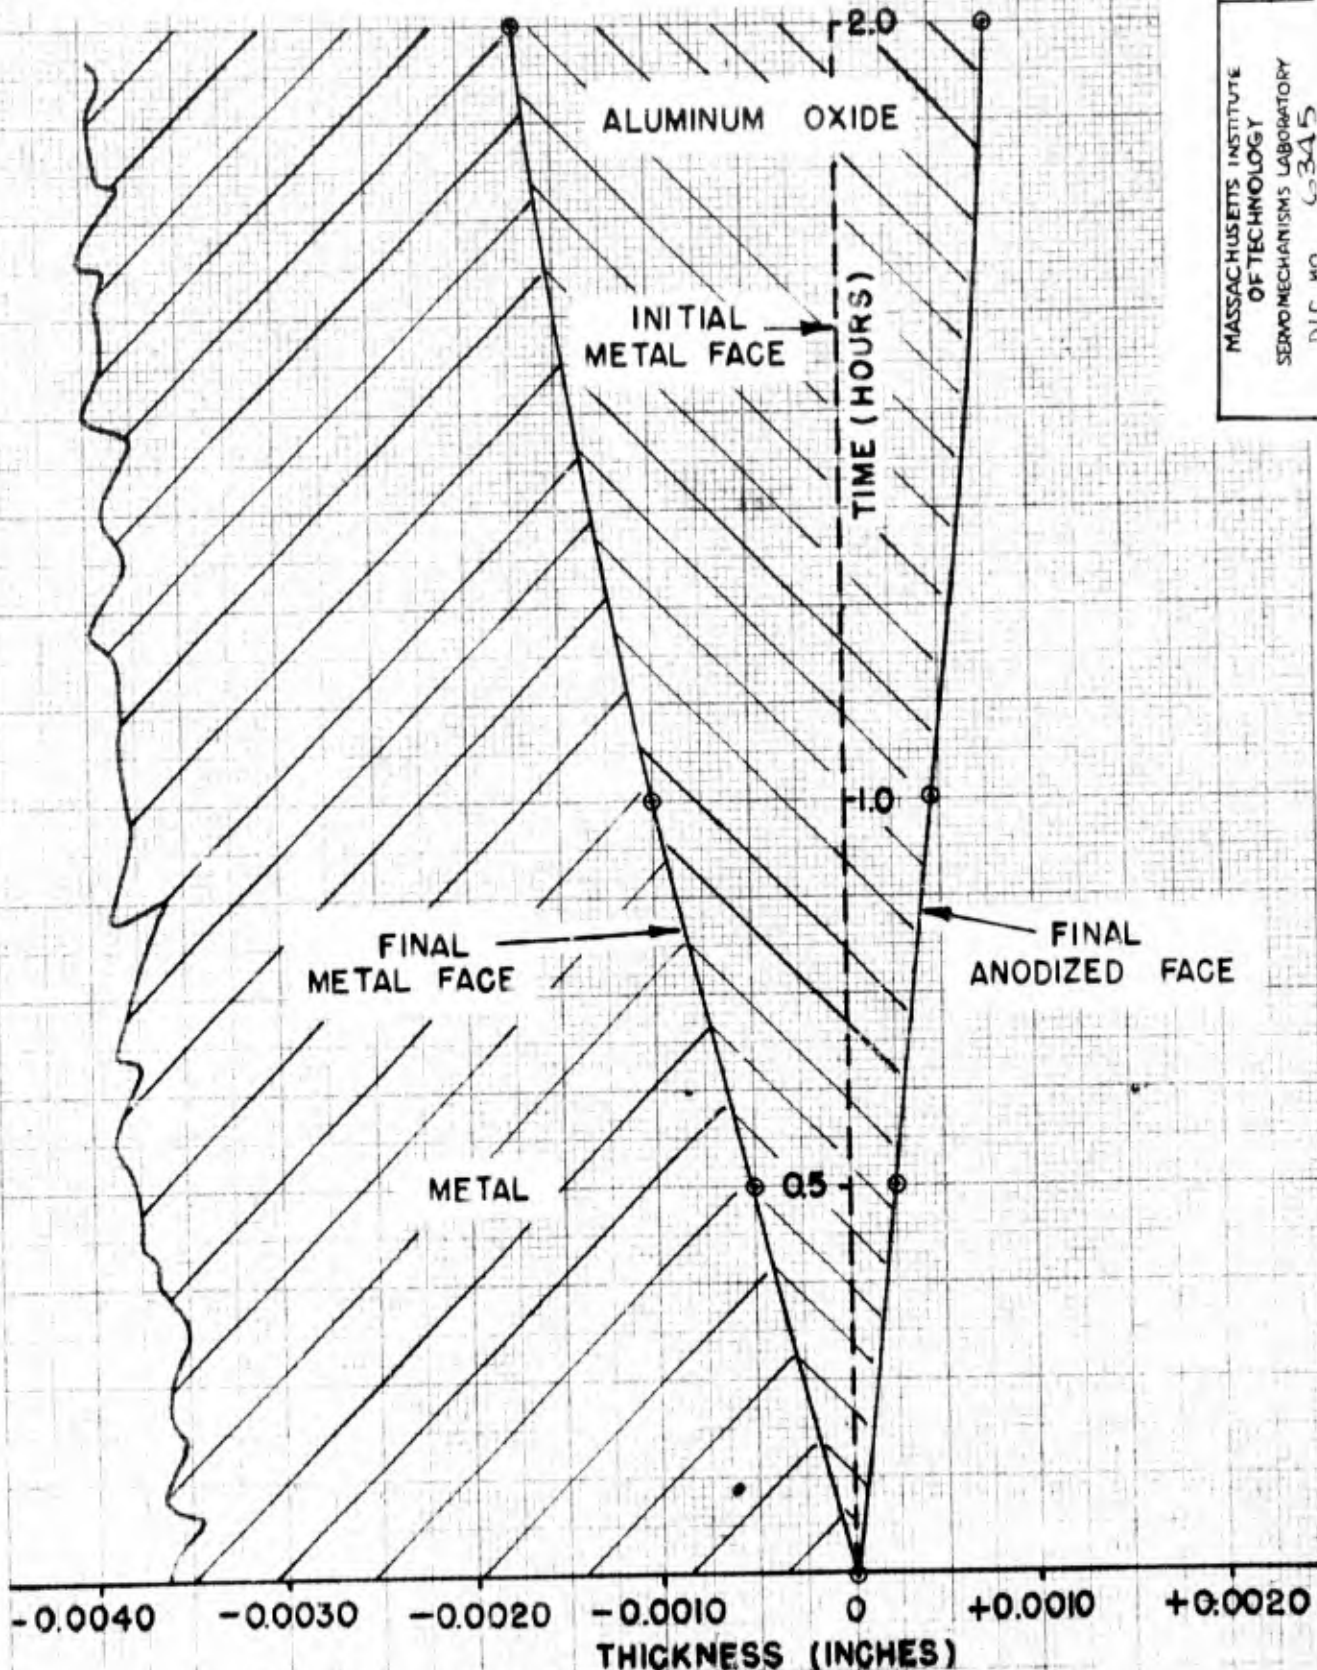 2.0
ALUMINUM OXIDE
MASSACHUSETTS INSTITUTE
OF TECHNOLOGY
SERVOMECHANISMS LABORATORY
INITIAL
METAL FACE
TIME (HOURS)
1.0
FINAL
METAL FACE
FINAL
ANODIZED FACE
METAL
0.5
-0.0040 -0.0030 -0.0020 -0.0010 0 +0.0010 +0.0020
THICKNESS (INCHES)